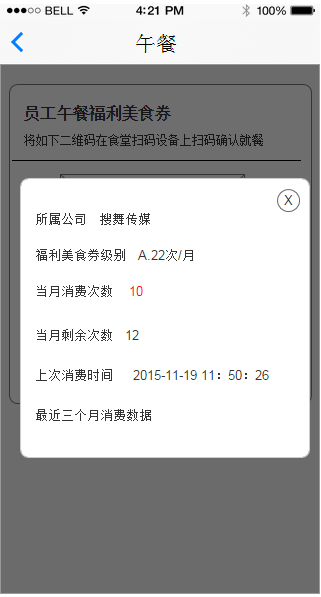 BELL 4:21 PM 100%
午餐
员工午餐福利美食券
将如下二维码在食堂扫码设备上扫码确认就餐
X
所属公司 搜舞传媒
福利美食券级别 A.22次/月
当月消费次数 10
当月剩余次数 12
上次消费时间 2015-11-19 11：50：26
最近三个月消费数据